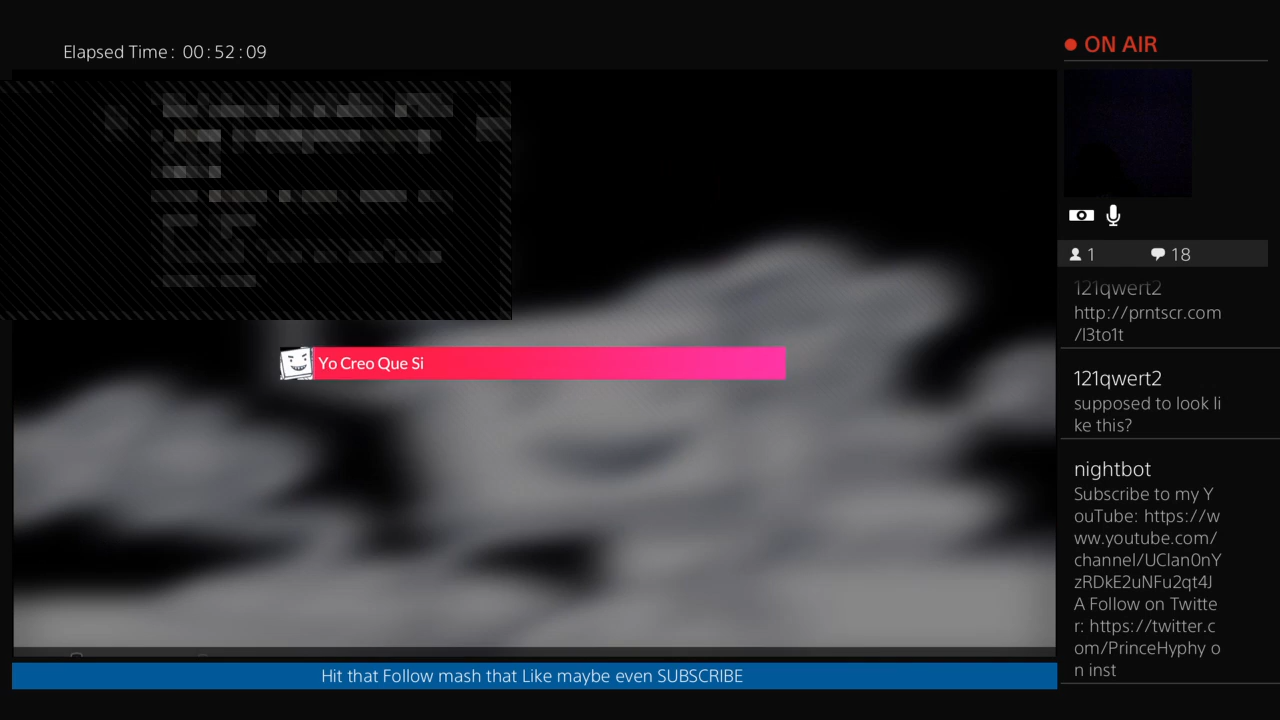 Elapsed Time: 00:52:09
ON AIR
1
18
121qwert2
http://prntscr.com
/l3to1t
121qwert2
supposed to look li
ke this?
nightbot
Subscribe to my Y
ouTube: https://w
ww.youtube.com/
channel/UClan0nY
zRDkE2uNFu2qt4J
A Follow on Twitte
r: https://twitter.c
om/PrinceHyphy o
n inst
Yo Creo Que Si
Hit that Follow mash that Like maybe even SUBSCRIBE